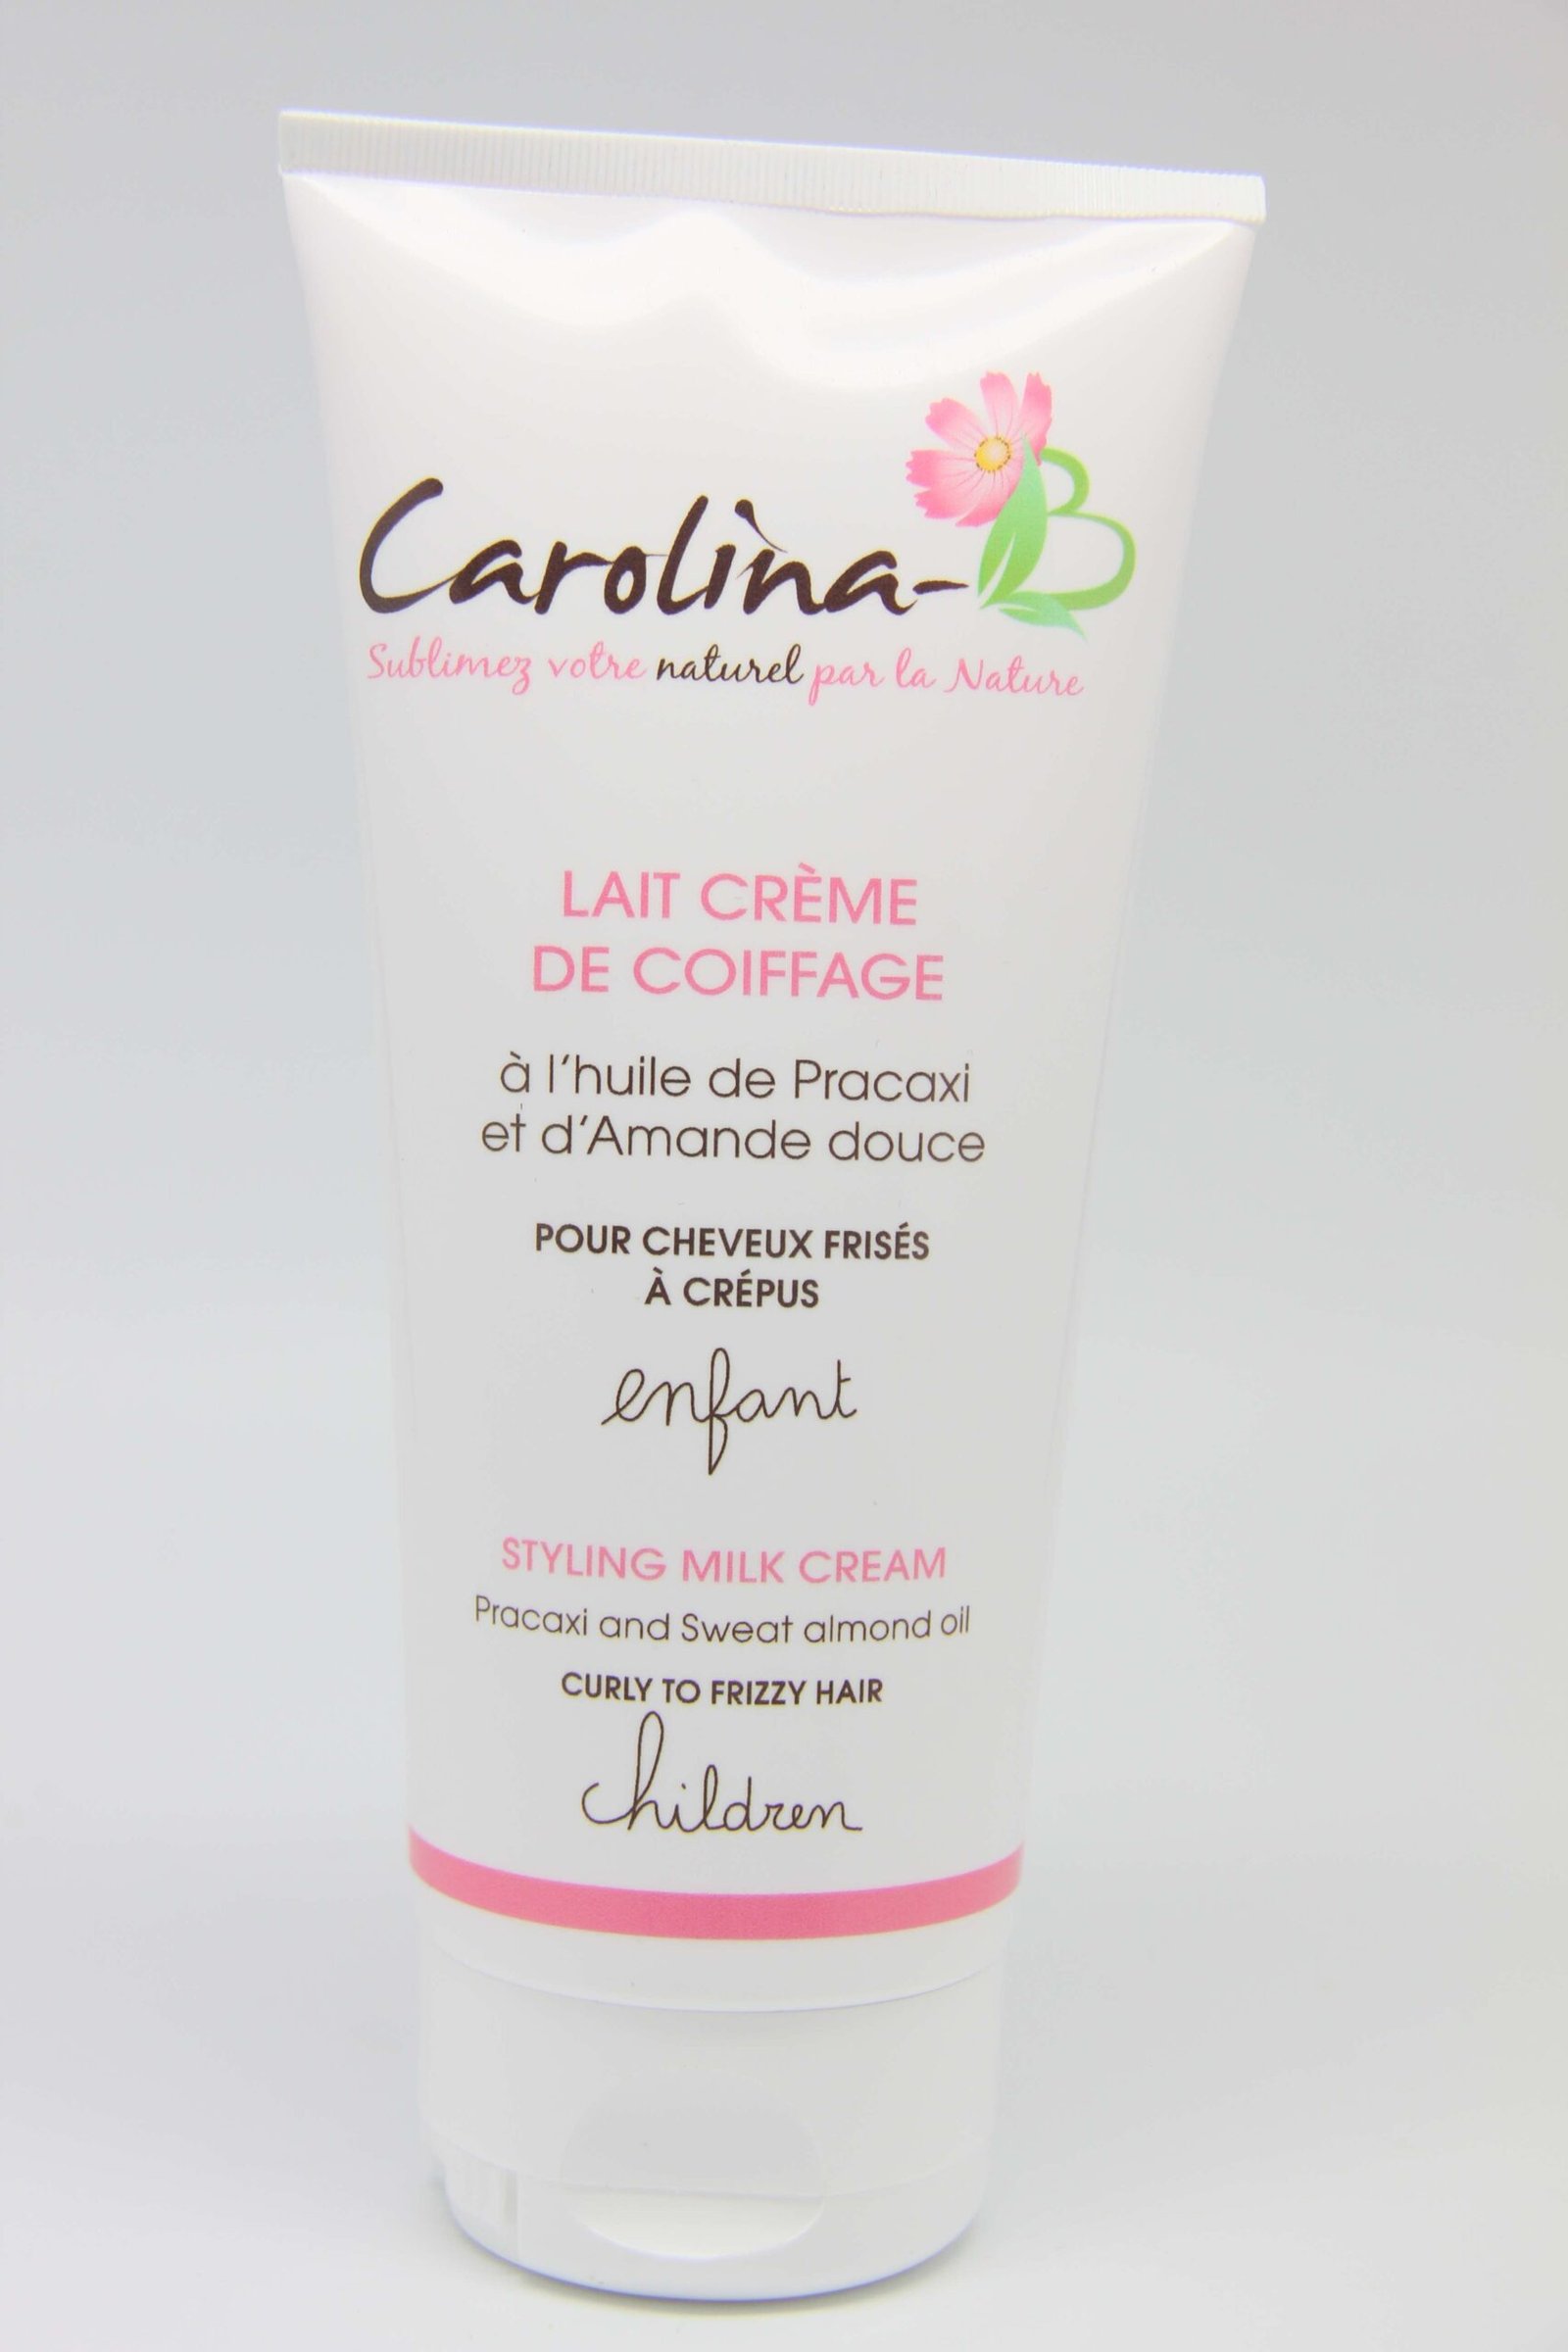 Carolina-B
Sublimez votre naturel par la Nature
LAIT CRÈME
DE COIFFAGE
à l'huile de Pracaxi
et d'Amande douce
POUR CHEVEUX FRISÉS
À CRÉPUS
enfant
STYLING MILK CREAM
Pracaxi and Sweat almond oil
CURLY TO FRIZZY HAIR
Children